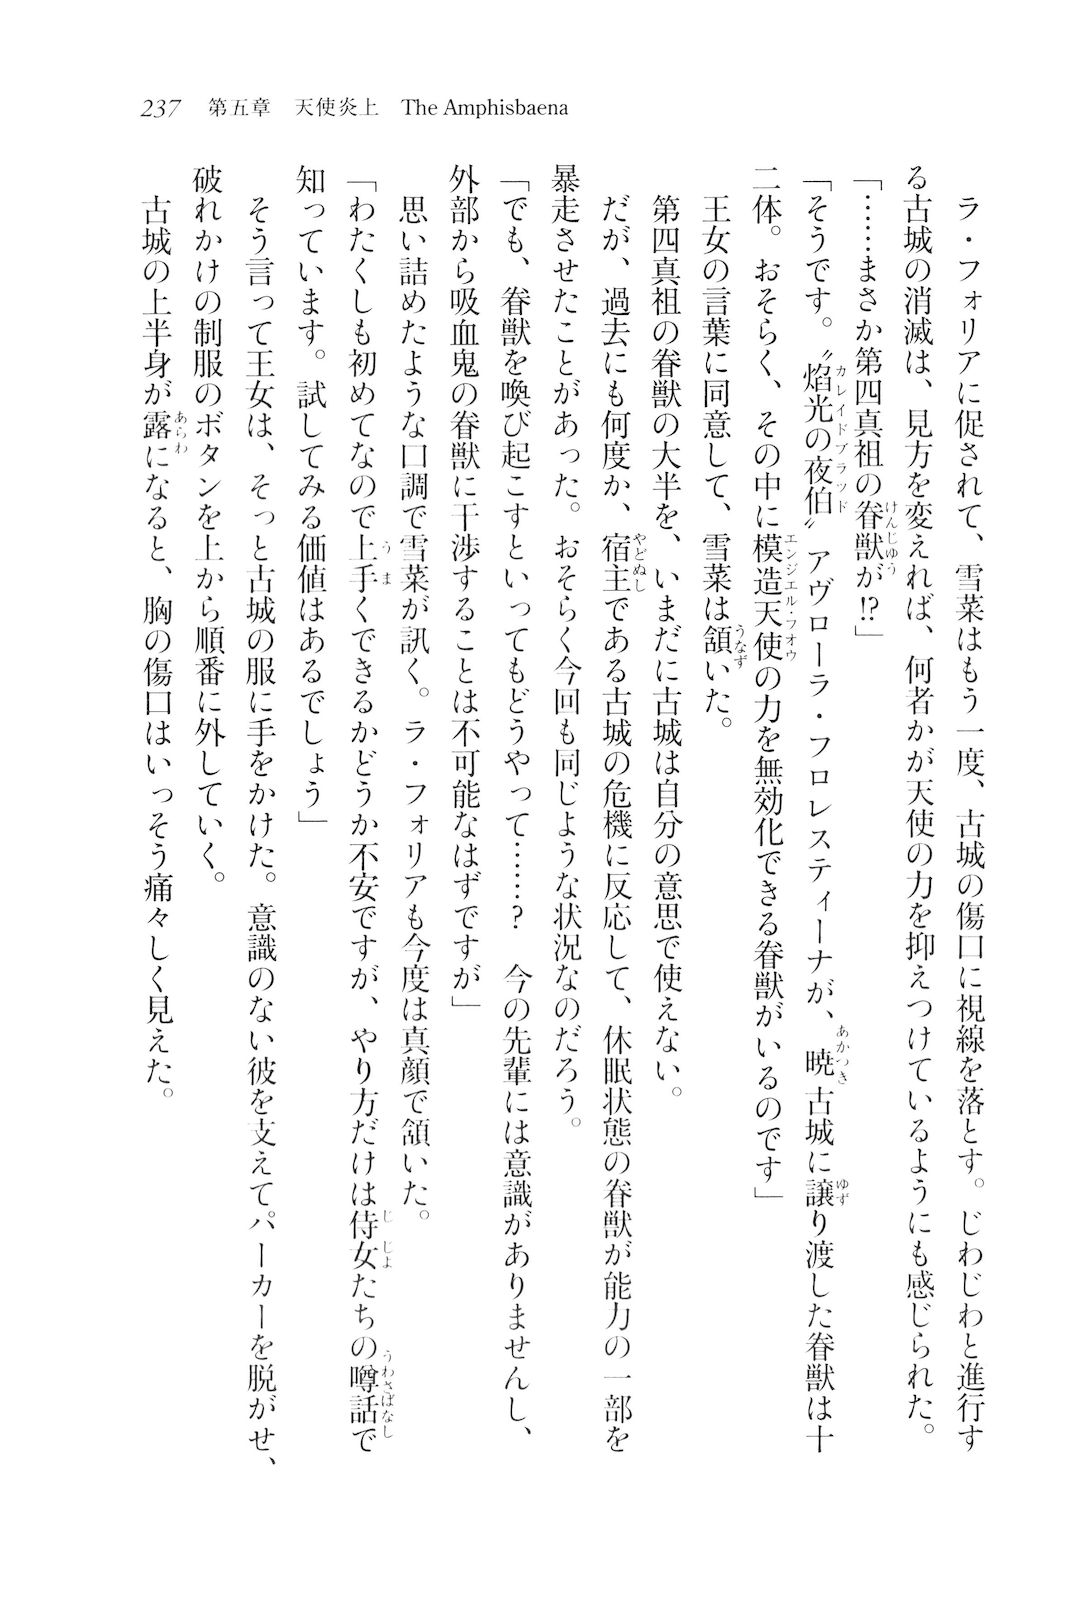 237 第五章 天使炎上 The Amphisbaena
　ラ・フォリアに促されて、雪菜はもう一度、古城の傷口に視線を落とす。じわじわと進行す
る古城の消滅は、見方を変えれば、何者かが天使の力を抑えつけているようにも感じられた。
「……まさか第四真祖の眷獣が!?」
「そうです。〝焰光の夜伯〟アヴローラ・フロレスティーナが、暁古城に譲り渡した眷獣は十
二体。おそらく、その中に模造天使の力を無効化できる眷獣がいるのです」
　王女の言葉に同意して、雪菜は頷いた。
　第四真祖の眷獣の大半を、いまだに古城は自分の意思で使えない。
　だが、過去にも何度か、宿主である古城の危機に反応して、休眠状態の眷獣が能力の一部を
暴走させたことがあった。おそらく今回も同じような状況なのだろう。
「でも、眷獣を喚び起こすといってもどうやって……？　今の先輩には意識がありませんし、
外部から吸血鬼の眷獣に干渉することは不可能なはずですが」
　思い詰めたような口調で雪菜が訊く。ラ・フォリアも今度は真顔で頷いた。
「わたくしも初めてなので上手くできるかどうか不安ですが、やり方だけは侍女たちの噂話で
知っています。試してみる価値はあるでしょう」
　そう言って王女は、そっと古城の服に手をかけた。意識のない彼を支えてパーカーを脱がせ、
破れかけの制服のボタンを上から順番に外していく。
　古城の上半身が露になると、胸の傷口はいっそう痛々しく見えた。